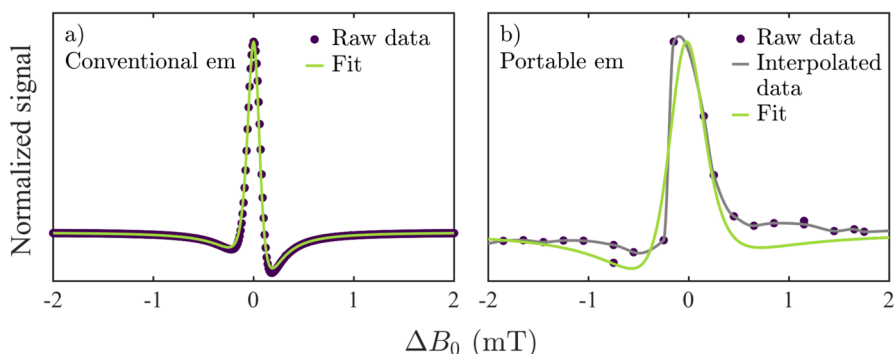 a)
Conventional em
Raw data
Fit
b)
Portable em
Raw data
Interpolated
data
Fit
Normalized signal
-2 -1 0 1 2
-2 -1 0 1 2
ΔB₀ (mT)